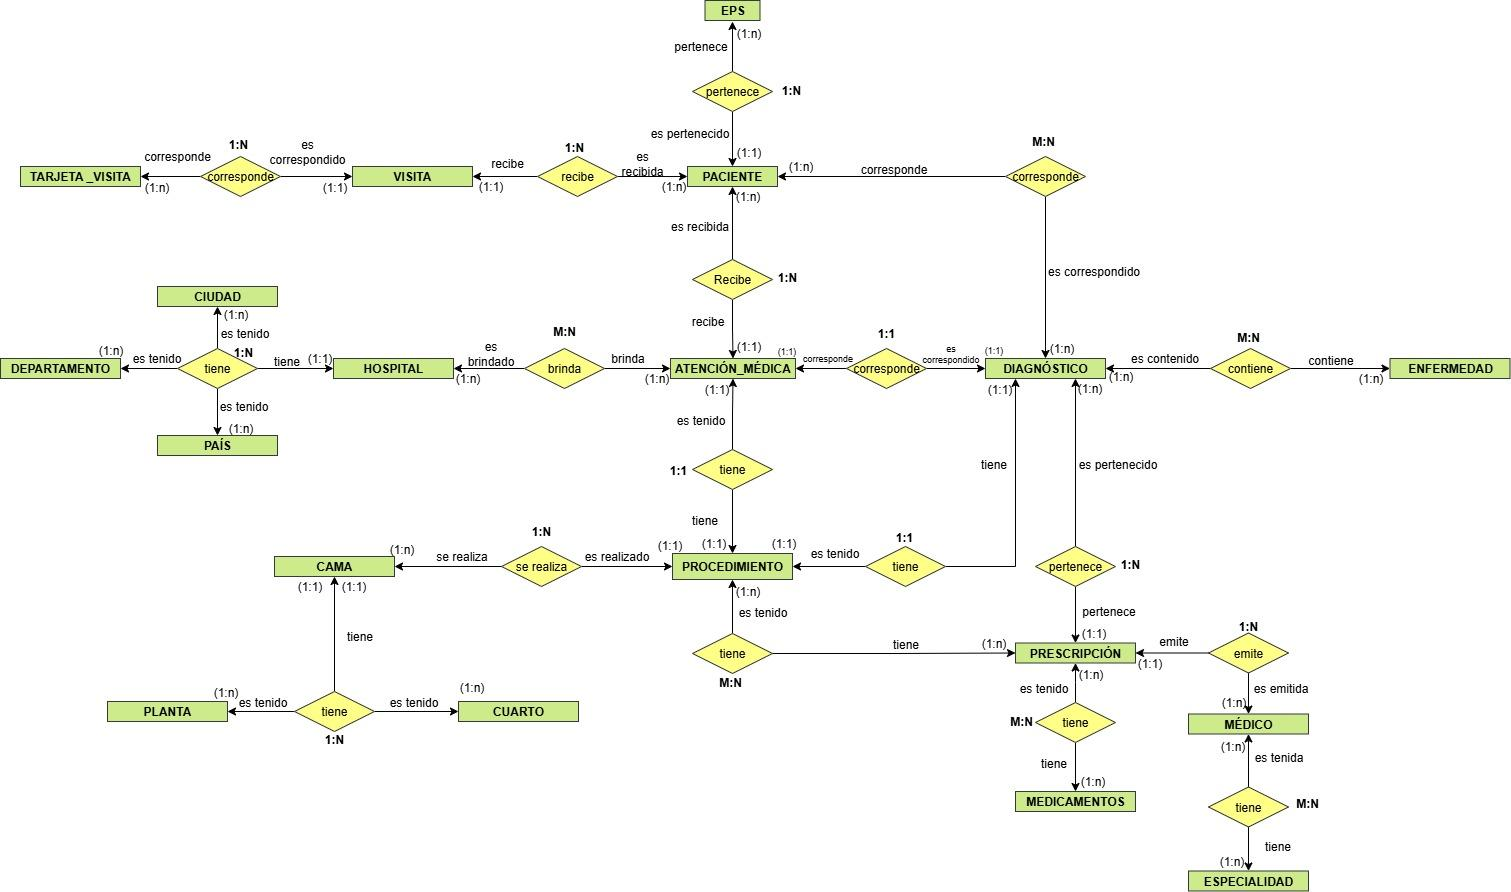 EPS
(1:n)
pertenece
pertenece
1:N
es pertenecido
(1:1)
TARJETA _VISITA
(1:n)
corresponde
1:N
corresponde
es
correspondido
(1:1)
VISITA
(1:1)
recibe
1:N
recibe
es
recibida
(1:n)
PACIENTE
(1:n)
corresponde
M:N
corresponde
es correspondido
(1:n)
(1:n)
es recibida
Recibe
1:N
recibe
(1:1)
CIUDAD
(1:n)
es tenido
DEPARTAMENTO
(1:n)
es tenido
1:N
tiene
tiene
(1:1)
es tenido
(1:n)
PAÍS
HOSPITAL
(1:n)
es
brindado
M:N
brinda
brinda
(1:n)
ATENCIÓN_MÉDICA
(1:1)
corresponde
1:1
corresponde
es
correspondido
(1:1)
DIAGNÓSTICO
(1:n)
es contenido
M:N
contiene
contiene
(1:n)
ENFERMEDAD
(1:1)
es tenido
1:1
tiene
tiene
(1:1)
(1:1)
tiene
(1:n)
es pertenecido
CAMA
(1:n)
se realiza
1:N
se realiza
es realizado
(1:1)
PROCEDIMIENTO
(1:1)
es tenido
1:1
tiene
pertenece
1:N
pertenece
(1:1)
(1:1)
(1:1)
tiene
(1:n)
es tenido
tiene
M:N
tiene
(1:n)
PRESCRIPCIÓN
(1:1)
emite
1:N
emite
es emitida
(1:n)
MÉDICO
PLANTA
(1:n)
es tenido
tiene
1:N
es tenido
(1:n)
CUARTO
(1:n)
es tenido
M:N
tiene
tiene
(1:n)
MEDICAMENTOS
(1:n)
es tenida
tiene
M:N
tiene
(1:n)
ESPECIALIDAD